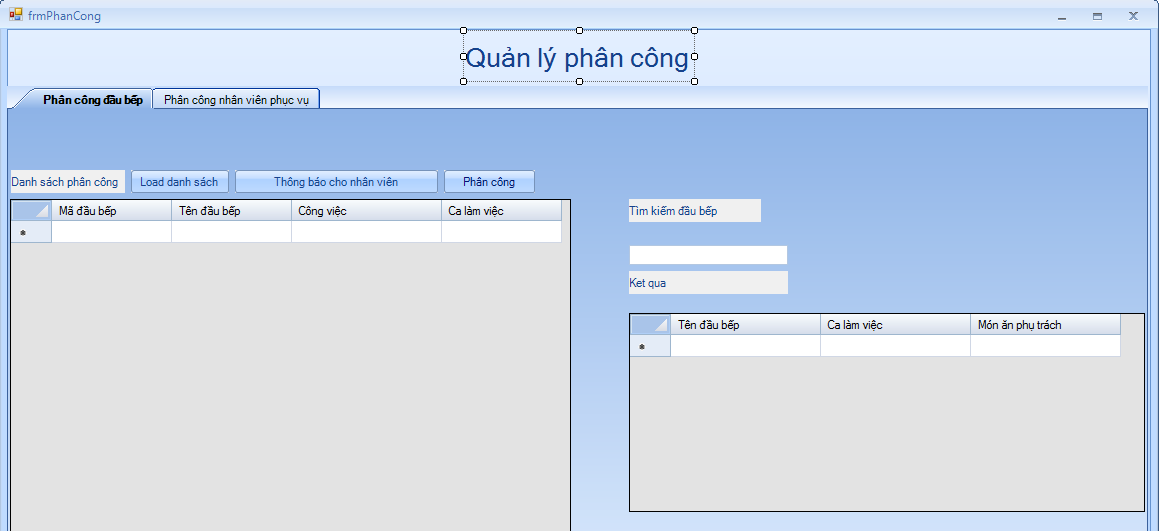 frmPhanCong
Quản lý phân công
Phân công đầu bếp
Phân công nhân viên phục vụ
Danh sách phân công
Load danh sách
Thông báo cho nhân viên
Phân công
Mã đầu bếp
Tên đầu bếp
Công việc
Ca làm việc
Tìm kiếm đầu bếp
Ket qua
Tên đầu bếp
Ca làm việc
Món ăn phụ trách